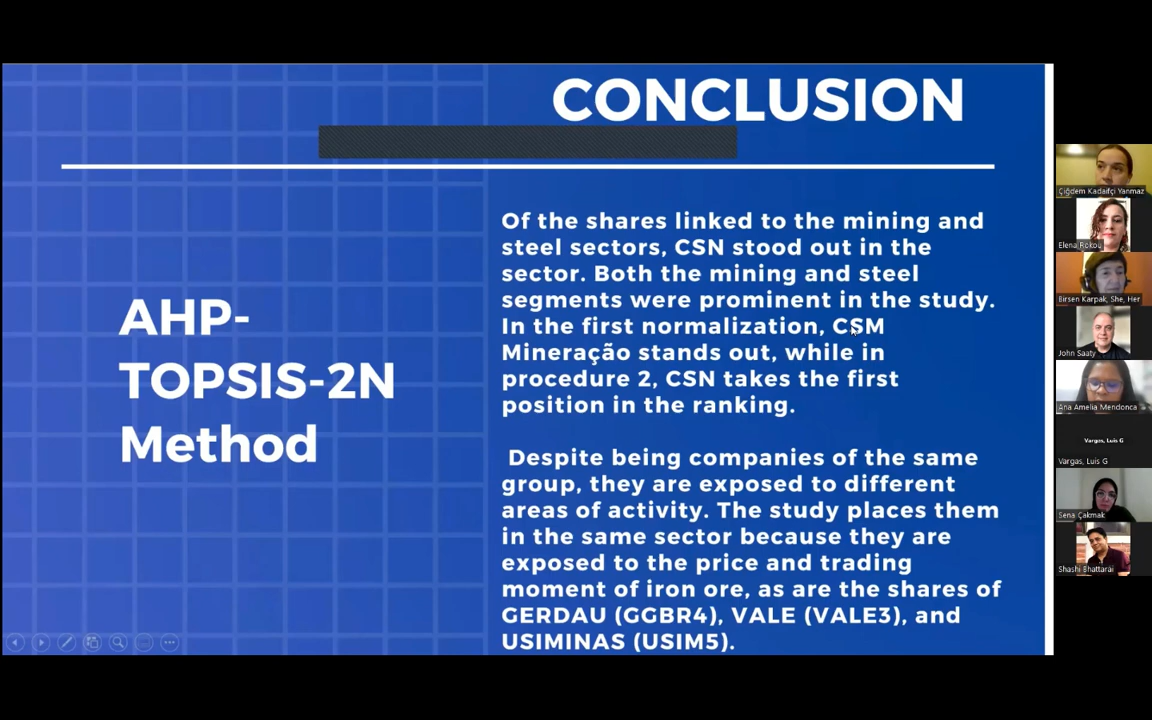 CONCLUSION
AHP-
TOPSIS-2N
Method
Of the shares linked to the mining and
steel sectors, CSN stood out in the
sector. Both the mining and steel
segments were prominent in the study.
In the first normalization, CSM
Mineração stands out, while in
procedure 2, CSN takes the first
position in the ranking.
Despite being companies of the same
group, they are exposed to different
areas of activity. The study places them
in the same sector because they are
exposed to the price and trading
moment of iron ore, as are the shares of
GERDAU (GGBR4), VALE (VALE3), and
USIMINAS (USIM5).
Çiğdem Kadaifçi Yanmaz
Elena Rokou
Birsen Karpak, She, Her
John Saaty
Ana Amelia Mendonca
Vargas, Luis G
Vargas, Luis G
Sena Çakmak
Shashi Bhattarai